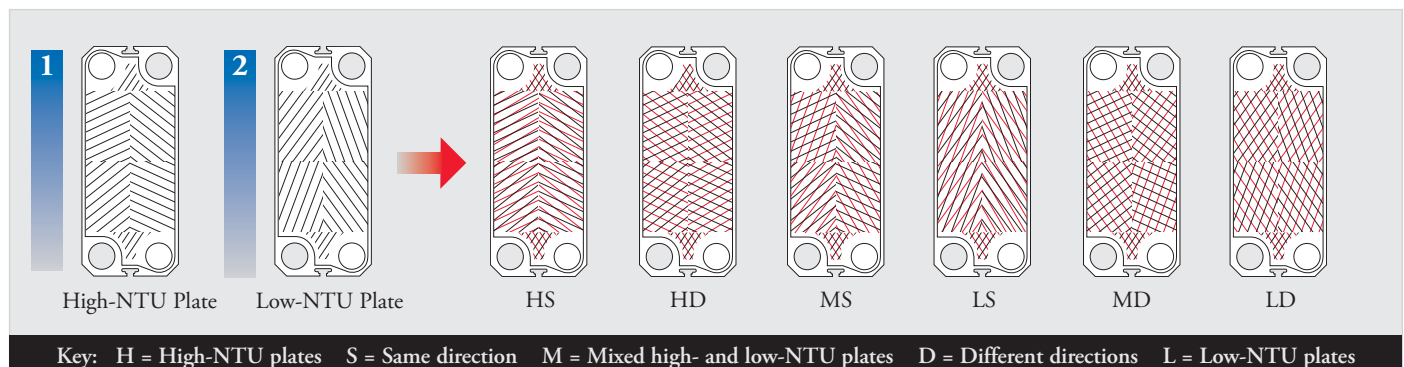 1
2
High-NTU Plate Low-NTU Plate HS HD MS LS MD LD
Key: H = High-NTU plates S = Same direction M = Mixed high- and low-NTU plates D = Different directions L = Low-NTU plates